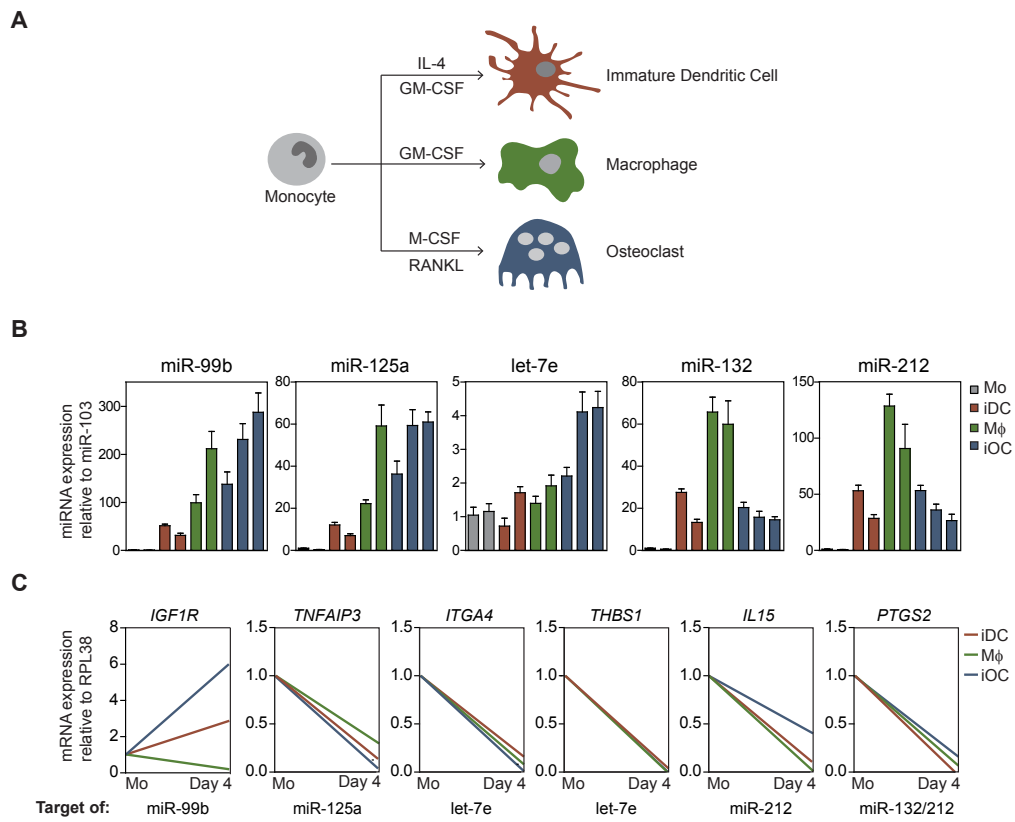 A
IL-4
GM-CSF
Immature Dendritic Cell
Monocyte
GM-CSF
Macrophage
M-CSF
RANKL
Osteoclast
B
miRNA expression
relative to miR-103
miR-99b
300
200
100
0
miR-125a
80
60
40
20
0
let-7e
5
4
3
2
1
0
miR-132
80
60
40
20
0
miR-212
150
100
50
0
Mo
iDC
Mϕ
iOC
C
mRNA expression
relative to RPL38
IGF1R
8
6
4
2
0
Mo Day 4
TNFAIP3
1.5
1.0
0.5
0.0
Mo Day 4
ITGA4
1.5
1.0
0.5
0.0
Mo Day 4
THBS1
1.5
1.0
0.5
0.0
Mo Day 4
IL15
1.5
1.0
0.5
0.0
Mo Day 4
PTGS2
1.5
1.0
0.5
0.0
Mo Day 4
iDC
Mϕ
iOC
Target of: miR-99b miR-125a let-7e let-7e miR-212 miR-132/212